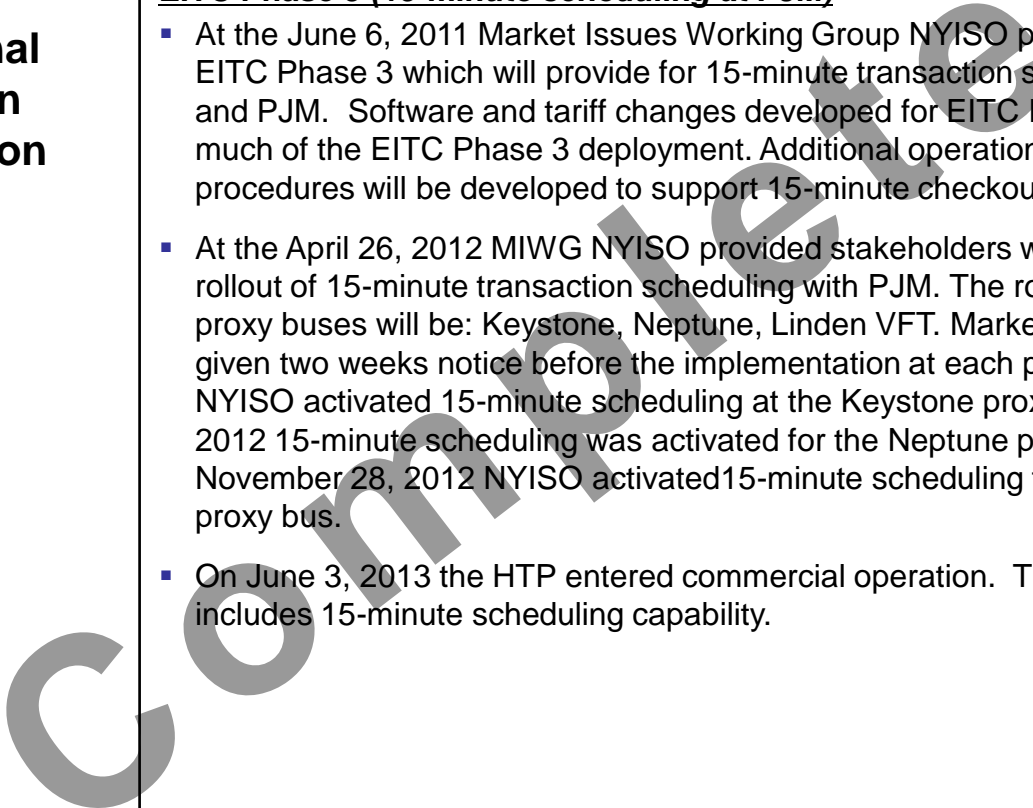 al
n
on
EITC Phase 3 (15-minute scheduling at PJM)
▪ At the June 6, 2011 Market Issues Working Group NYISO p
EITC Phase 3 which will provide for 15-minute transaction s
and PJM. Software and tariff changes developed for EITC
much of the EITC Phase 3 deployment. Additional operation
procedures will be developed to support 15-minute checkou
▪ At the April 26, 2012 MIWG NYISO provided stakeholders w
rollout of 15-minute transaction scheduling with PJM. The ro
proxy buses will be: Keystone, Neptune, Linden VFT. Marke
given two weeks notice before the implementation at each p
NYISO activated 15-minute scheduling at the Keystone prox
2012 15-minute scheduling was activated for the Neptune p
November 28, 2012 NYISO activated15-minute scheduling
proxy bus.
▪ On June 3, 2013 the HTP entered commercial operation. T
includes 15-minute scheduling capability.
Complete